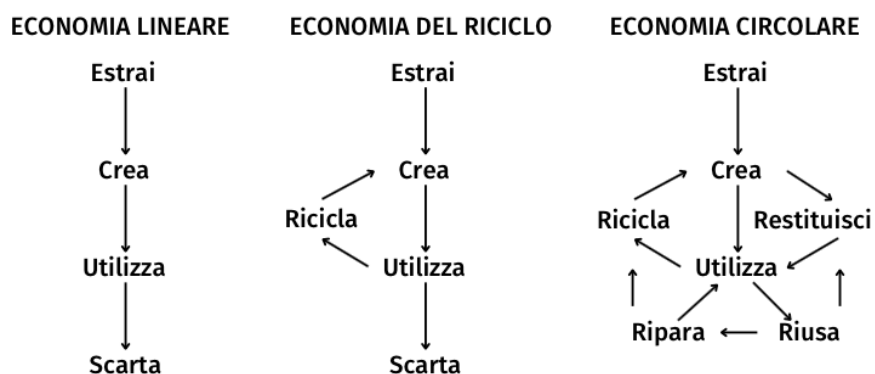 ECONOMIA LINEARE
Estrai
Crea
Utilizza
Scarta
ECONOMIA DEL RICICLO
Estrai
Crea
Ricicla
Utilizza
Scarta
ECONOMIA CIRCOLARE
Estrai
Crea
Ricicla Restituisci
Utilizza
Ripara Riusa